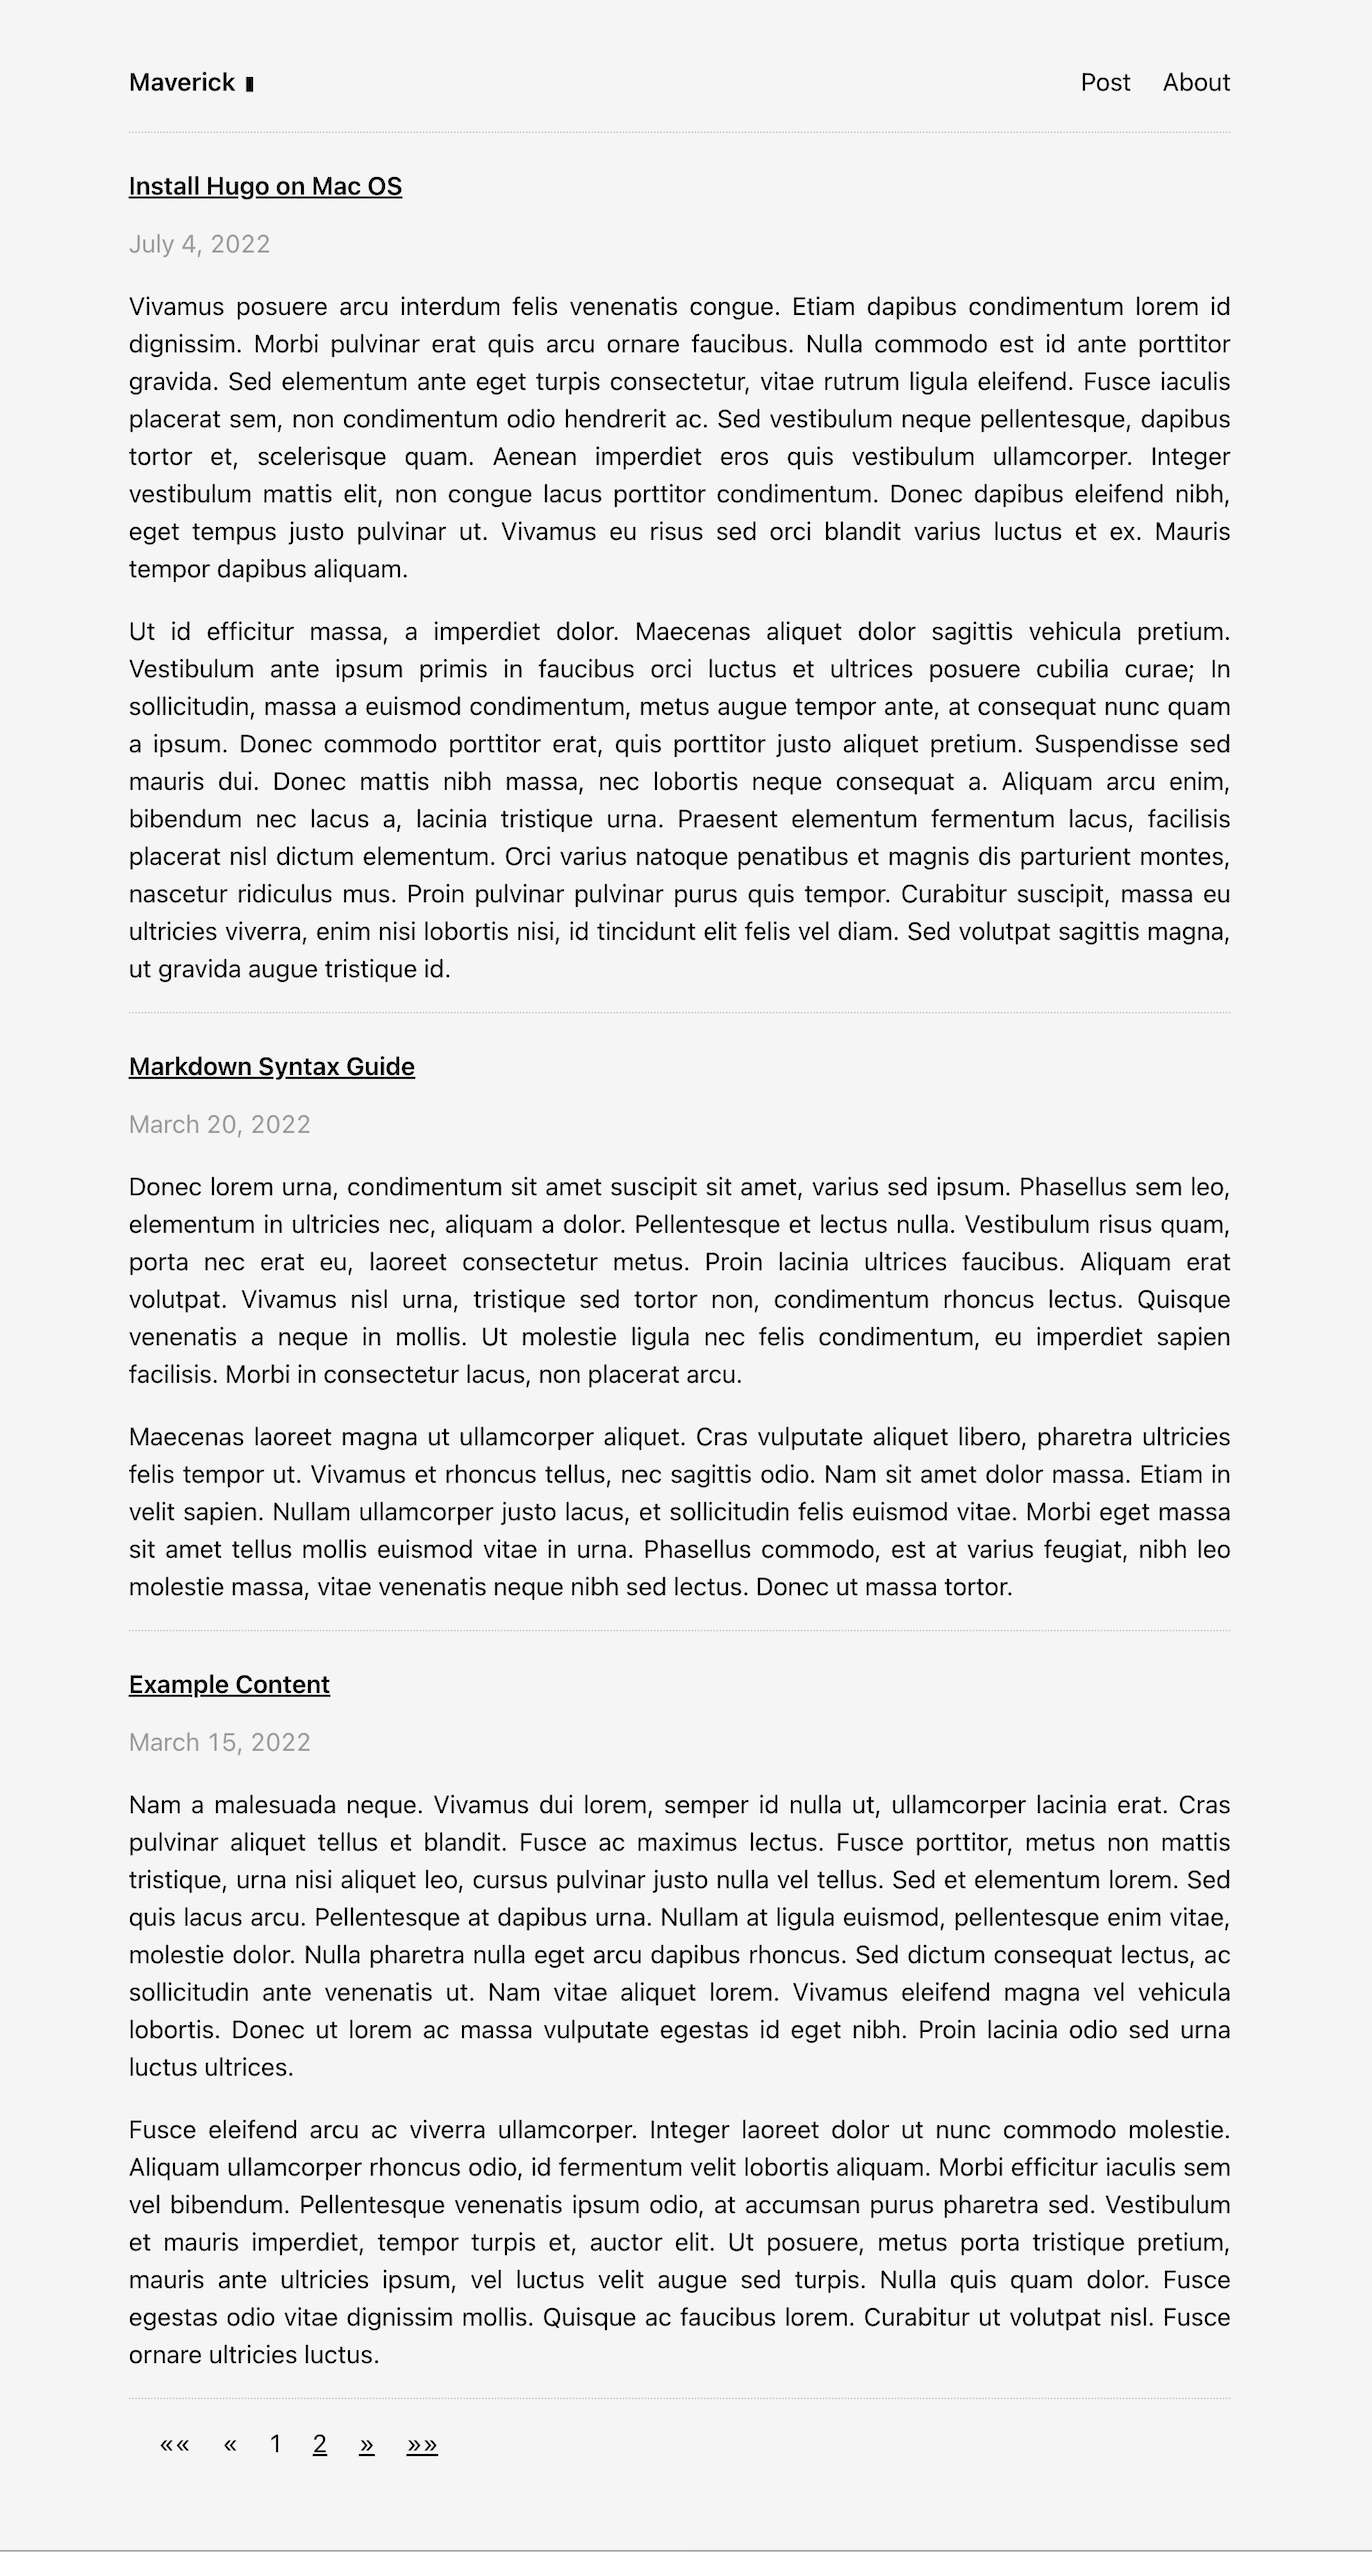 Maverick ▮ Post About
Install Hugo on Mac OS
July 4, 2022
Vivamus posuere arcu interdum felis venenatis congue. Etiam dapibus condimentum lorem id
dignissim. Morbi pulvinar erat quis arcu ornare faucibus. Nulla commodo est id ante porttitor
gravida. Sed elementum ante eget turpis consectetur, vitae rutrum ligula eleifend. Fusce iaculis
placerat sem, non condimentum odio hendrerit ac. Sed vestibulum neque pellentesque, dapibus
tortor et, scelerisque quam. Aenean imperdiet eros quis vestibulum ullamcorper. Integer
vestibulum mattis elit, non congue lacus porttitor condimentum. Donec dapibus eleifend nibh,
eget tempus justo pulvinar ut. Vivamus eu risus sed orci blandit varius luctus et ex. Mauris
tempor dapibus aliquam.
Ut id efficitur massa, a imperdiet dolor. Maecenas aliquet dolor sagittis vehicula pretium.
Vestibulum ante ipsum primis in faucibus orci luctus et ultrices posuere cubilia curae; In
sollicitudin, massa a euismod condimentum, metus augue tempor ante, at consequat nunc quam
a ipsum. Donec commodo porttitor erat, quis porttitor justo aliquet pretium. Suspendisse sed
mauris dui. Donec mattis nibh massa, nec lobortis neque consequat a. Aliquam arcu enim,
bibendum nec lacus a, lacinia tristique urna. Praesent elementum fermentum lacus, facilisis
placerat nisl dictum elementum. Orci varius natoque penatibus et magnis dis parturient montes,
nascetur ridiculus mus. Proin pulvinar pulvinar purus quis tempor. Curabitur suscipit, massa eu
ultricies viverra, enim nisi lobortis nisi, id tincidunt elit felis vel diam. Sed volutpat sagittis magna,
ut gravida augue tristique id.
Markdown Syntax Guide
March 20, 2022
Donec lorem urna, condimentum sit amet suscipit sit amet, varius sed ipsum. Phasellus sem leo,
elementum in ultricies nec, aliquam a dolor. Pellentesque et lectus nulla. Vestibulum risus quam,
porta nec erat eu, laoreet consectetur metus. Proin lacinia ultrices faucibus. Aliquam erat
volutpat. Vivamus nisl urna, tristique sed tortor non, condimentum rhoncus lectus. Quisque
venenatis a neque in mollis. Ut molestie ligula nec felis condimentum, eu imperdiet sapien
facilisis. Morbi in consectetur lacus, non placerat arcu.
Maecenas laoreet magna ut ullamcorper aliquet. Cras vulputate aliquet libero, pharetra ultricies
felis tempor ut. Vivamus et rhoncus tellus, nec sagittis odio. Nam sit amet dolor massa. Etiam in
velit sapien. Nullam ullamcorper justo lacus, et sollicitudin felis euismod vitae. Morbi eget massa
sit amet tellus mollis euismod vitae in urna. Phasellus commodo, est at varius feugiat, nibh leo
molestie massa, vitae venenatis neque nibh sed lectus. Donec ut massa tortor.
Example Content
March 15, 2022
Nam a malesuada neque. Vivamus dui lorem, semper id nulla ut, ullamcorper lacinia erat. Cras
pulvinar aliquet tellus et blandit. Fusce ac maximus lectus. Fusce porttitor, metus non mattis
tristique, urna nisi aliquet leo, cursus pulvinar justo nulla vel tellus. Sed et elementum lorem. Sed
quis lacus arcu. Pellentesque at dapibus urna. Nullam at ligula euismod, pellentesque enim vitae,
molestie dolor. Nulla pharetra nulla eget arcu dapibus rhoncus. Sed dictum consequat lectus, ac
sollicitudin ante venenatis ut. Nam vitae aliquet lorem. Vivamus eleifend magna vel vehicula
lobortis. Donec ut lorem ac massa vulputate egestas id eget nibh. Proin lacinia odio sed urna
luctus ultrices.
Fusce eleifend arcu ac viverra ullamcorper. Integer laoreet dolor ut nunc commodo molestie.
Aliquam ullamcorper rhoncus odio, id fermentum velit lobortis aliquam. Morbi efficitur iaculis sem
vel bibendum. Pellentesque venenatis ipsum odio, at accumsan purus pharetra sed. Vestibulum
et mauris imperdiet, tempor turpis et, auctor elit. Ut posuere, metus porta tristique pretium,
mauris ante ultricies ipsum, vel luctus velit augue sed turpis. Nulla quis quam dolor. Fusce
egestas odio vitae dignissim mollis. Quisque ac faucibus lorem. Curabitur ut volutpat nisl. Fusce
ornare ultricies luctus.
«« « 1 2 » »»